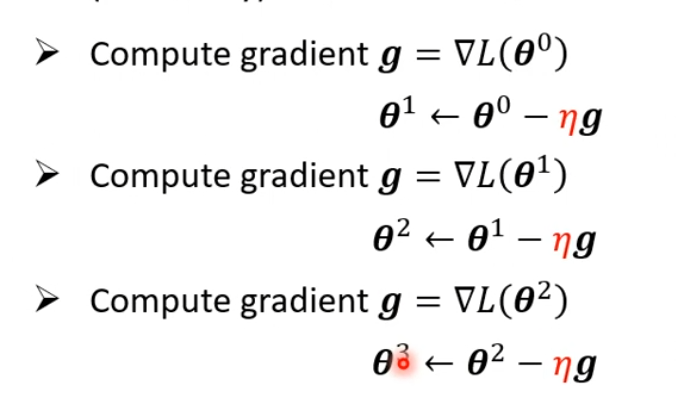 ➤ Compute gradient g = ∇L(θ⁰)
θ¹ ← θ⁰ − ηg
➤ Compute gradient g = ∇L(θ¹)
θ² ← θ¹ − ηg
➤ Compute gradient g = ∇L(θ²)
θ³ ← θ² − ηg